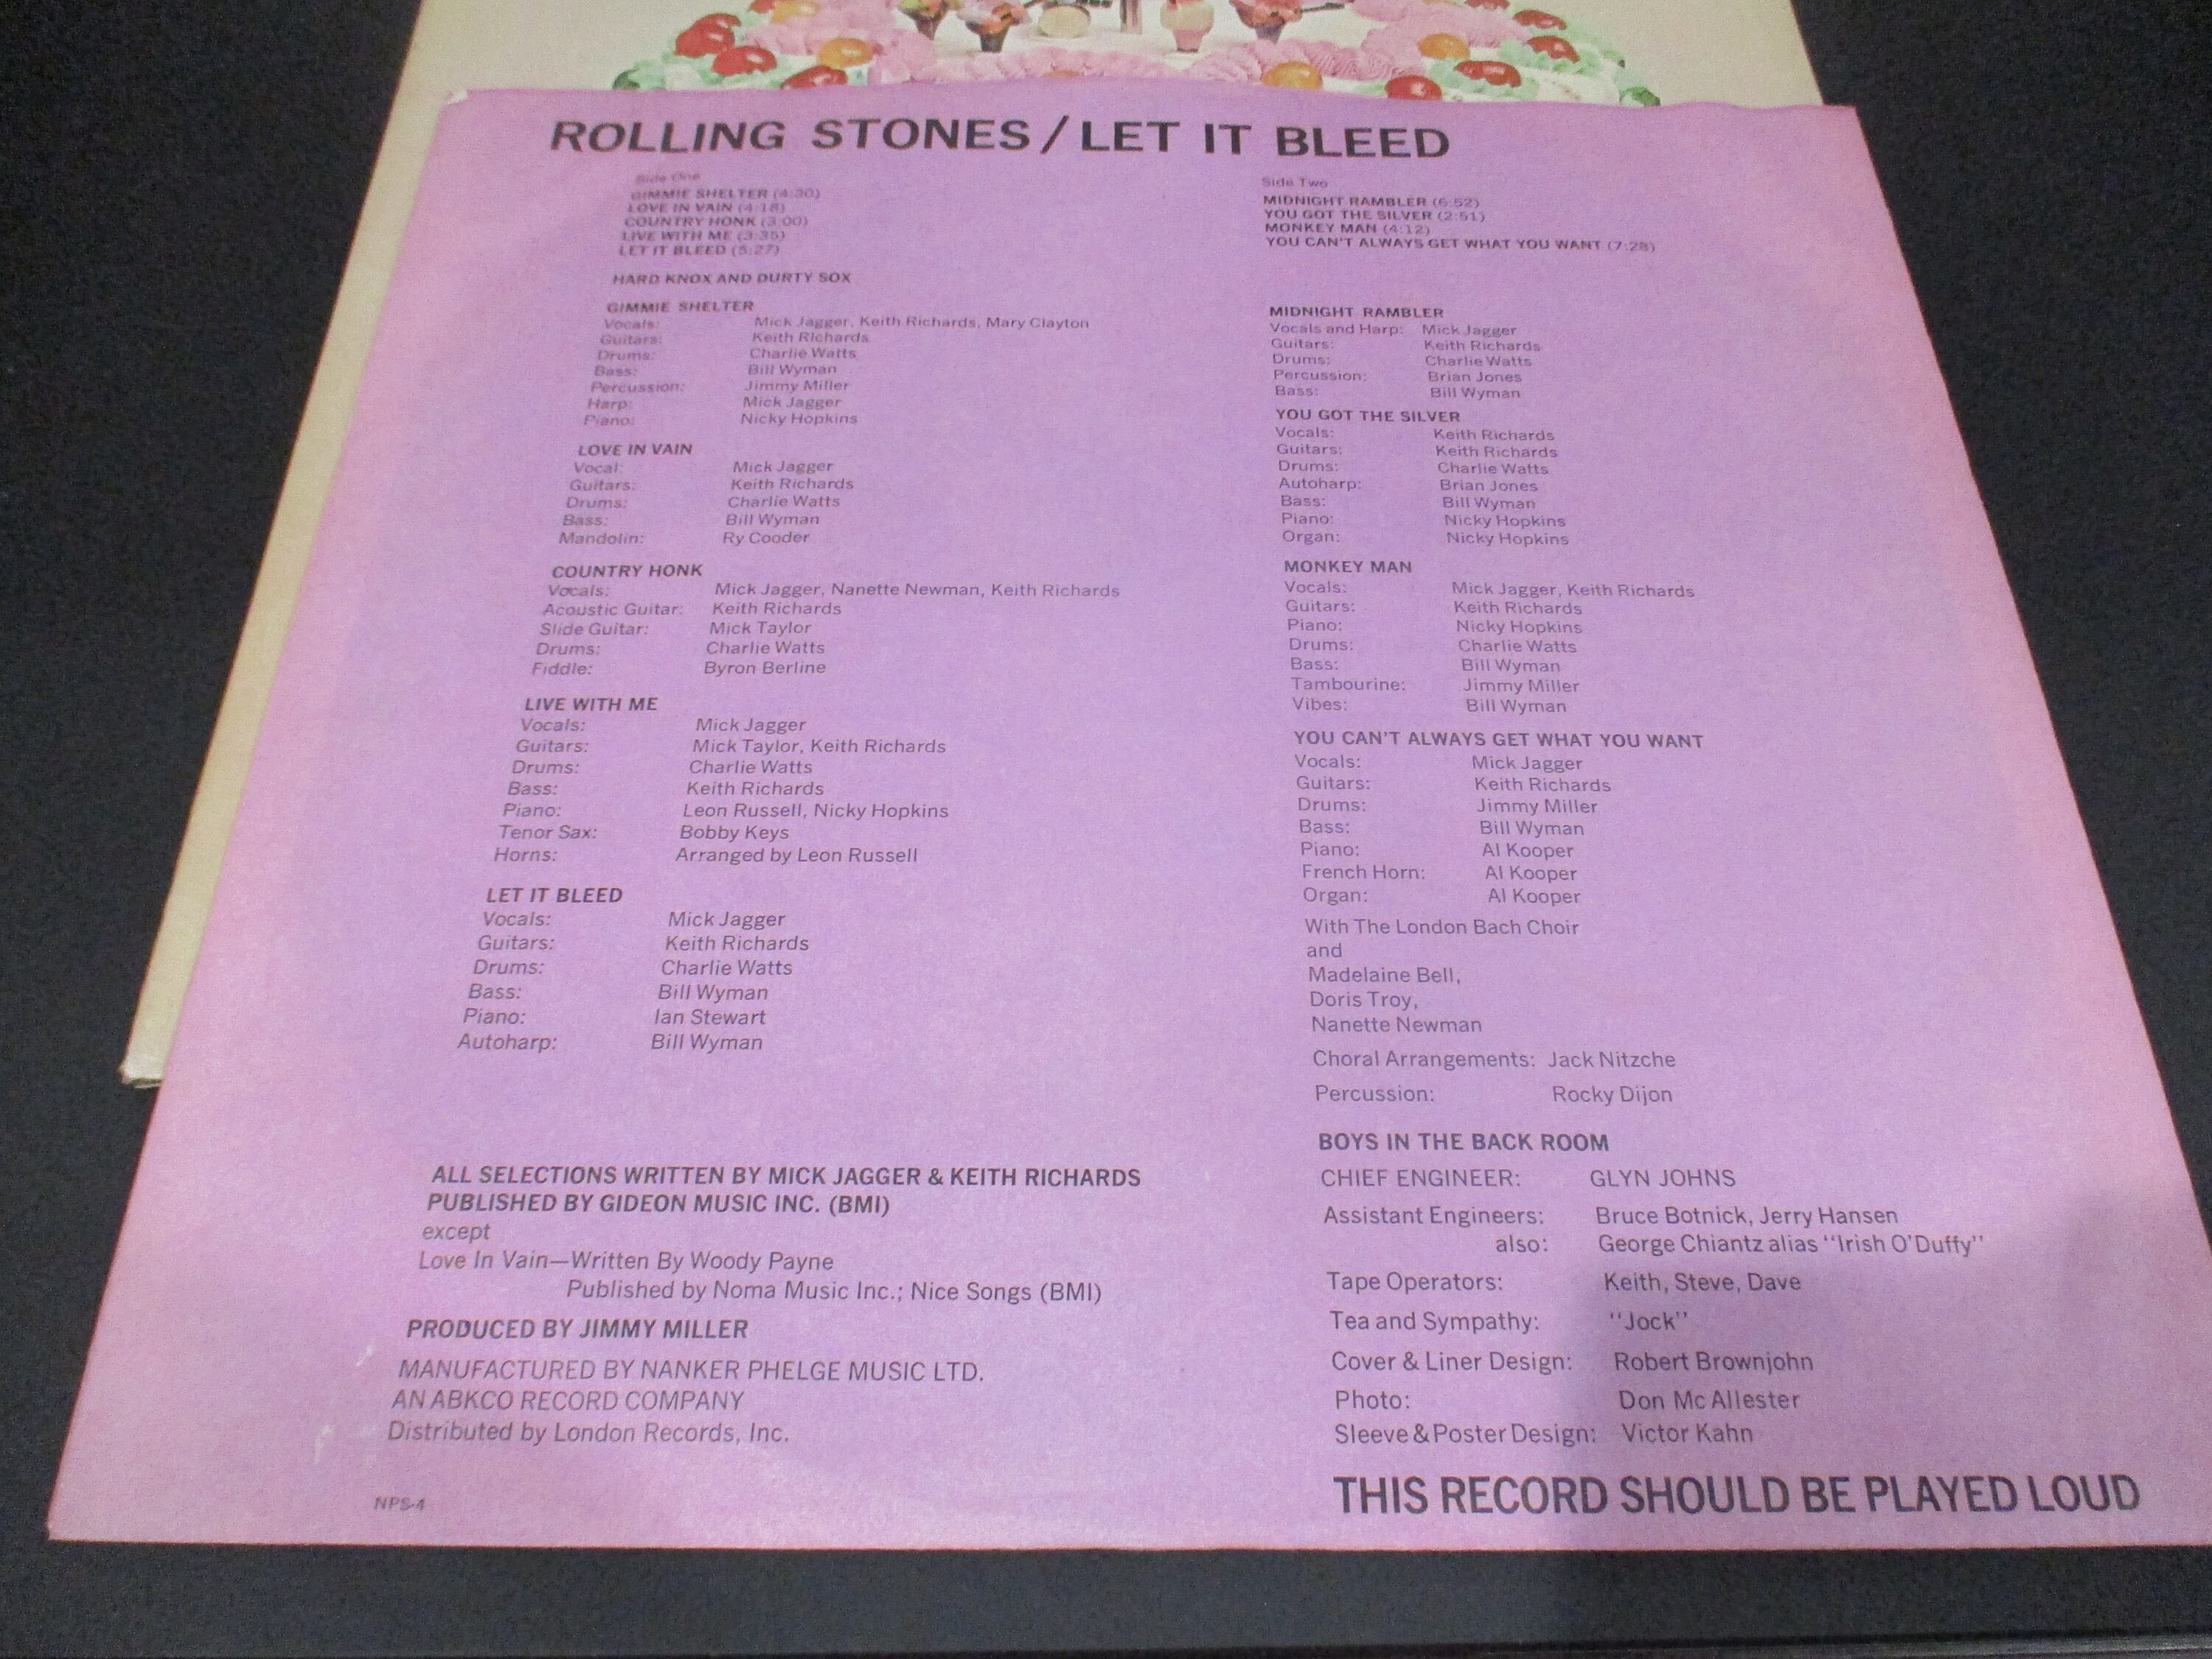 ROLLING STONES / LET IT BLEED
Side One
GIMMIE SHELTER (4:30)
LOVE IN VAIN (4:18)
COUNTRY HONK (3:00)
LIVE WITH ME (3:35)
LET IT BLEED (5:27)
HARD KNOX AND DURTY SOX
GIMMIE SHELTER
Vocals: Mick Jagger, Keith Richards, Mary Clayton
Guitars: Keith Richards
Drums: Charlie Watts
Bass: Bill Wyman
Percussion: Jimmy Miller
Harp: Mick Jagger
Piano: Nicky Hopkins
LOVE IN VAIN
Vocal: Mick Jagger
Guitars: Keith Richards
Drums: Charlie Watts
Bass: Bill Wyman
Mandolin: Ry Cooder
COUNTRY HONK
Vocals: Mick Jagger, Nanette Newman, Keith Richards
Acoustic Guitar: Keith Richards
Slide Guitar: Mick Taylor
Drums: Charlie Watts
Fiddle: Byron Berline
LIVE WITH ME
Vocals: Mick Jagger
Guitars: Mick Taylor, Keith Richards
Drums: Charlie Watts
Bass: Keith Richards
Piano: Leon Russell, Nicky Hopkins
Tenor Sax: Bobby Keys
Horns: Arranged by Leon Russell
LET IT BLEED
Vocals: Mick Jagger
Guitars: Keith Richards
Drums: Charlie Watts
Bass: Bill Wyman
Piano: Ian Stewart
Autoharp: Bill Wyman
ALL SELECTIONS WRITTEN BY MICK JAGGER & KEITH RICHARDS
PUBLISHED BY GIDEON MUSIC INC. (BMI)
except
Love In Vain—Written By Woody Payne
Published by Noma Music Inc.; Nice Songs (BMI)
PRODUCED BY JIMMY MILLER
MANUFACTURED BY NANKER PHELGE MUSIC LTD.
AN ABKCO RECORD COMPANY
Distributed by London Records, Inc.
NPS-4
Side Two
MIDNIGHT RAMBLER (6:52)
YOU GOT THE SILVER (2:51)
MONKEY MAN (4:12)
YOU CAN'T ALWAYS GET WHAT YOU WANT (7:28)
MIDNIGHT RAMBLER
Vocals and Harp: Mick Jagger
Guitars: Keith Richards
Drums: Charlie Watts
Percussion: Brian Jones
Bass: Bill Wyman
YOU GOT THE SILVER
Vocals: Keith Richards
Guitars: Keith Richards
Drums: Charlie Watts
Autoharp: Brian Jones
Bass: Bill Wyman
Piano: Nicky Hopkins
Organ: Nicky Hopkins
MONKEY MAN
Vocals: Mick Jagger, Keith Richards
Guitars: Keith Richards
Piano: Nicky Hopkins
Drums: Charlie Watts
Bass: Bill Wyman
Tambourine: Jimmy Miller
Vibes: Bill Wyman
YOU CAN'T ALWAYS GET WHAT YOU WANT
Vocals: Mick Jagger
Guitars: Keith Richards
Drums: Jimmy Miller
Bass: Bill Wyman
Piano: Al Kooper
French Horn: Al Kooper
Organ: Al Kooper
With The London Bach Choir
and
Madelaine Bell,
Doris Troy,
Nanette Newman
Choral Arrangements: Jack Nitzche
Percussion: Rocky Dijon
BOYS IN THE BACK ROOM
CHIEF ENGINEER: GLYN JOHNS
Assistant Engineers: Bruce Botnick, Jerry Hansen
also: George Chiantz alias "Irish O'Duffy"
Tape Operators: Keith, Steve, Dave
Tea and Sympathy: "Jock"
Cover & Liner Design: Robert Brownjohn
Photo: Don McAllester
Sleeve & Poster Design: Victor Kahn
THIS RECORD SHOULD BE PLAYED LOUD